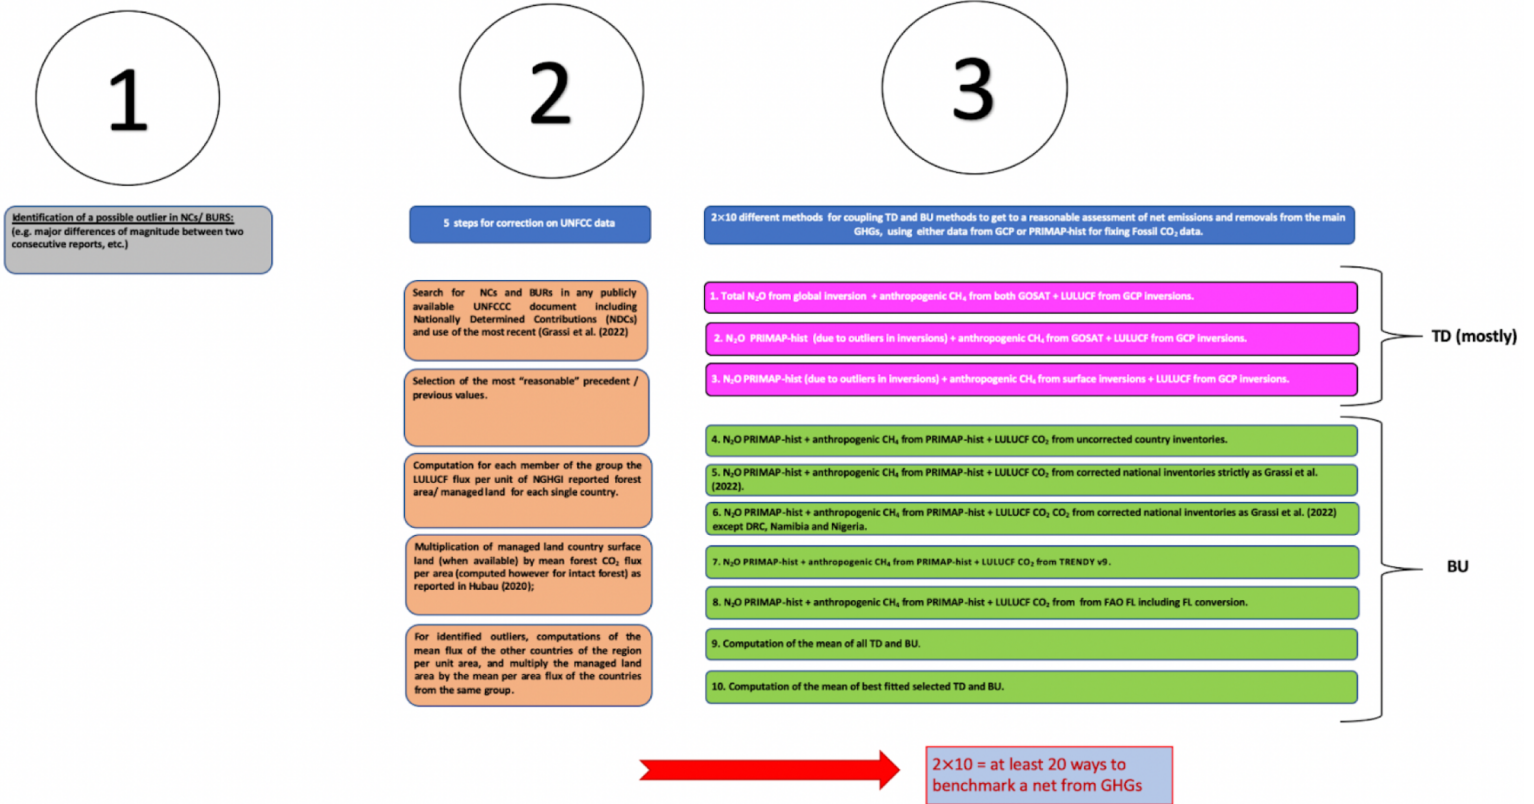 1
2
3
Identification of a possible outlier in NCs/ BURS:
(e.g. major differences of magnitude between two
consecutive reports, etc.)
5 steps for correction on UNFCC data
2×10 different methods for coupling TD and BU methods to get to a reasonable assessment of net emissions and removals from the main
GHGs, using either data from GCP or PRIMAP-hist for fixing Fossil CO₂ data.
Search for NCs and BURs in any publicly
available UNFCCC document including
Nationally Determined Contributions (NDCs)
and use of the most recent (Grassi et al. (2022)
Selection of the most “reasonable” precedent /
previous values.
Computation for each member of the group the
LULUCF flux per unit of NGHGI reported forest
area/ managed land for each single country.
Multiplication of managed land country surface
land (when available) by mean forest CO₂ flux
per area (computed however for intact forest) as
reported in Hubau (2020);
For identified outliers, computations of the
mean flux of the other countries of the region
per unit area, and multiply the managed land
area by the mean per area flux of the countries
from the same group.
1. Total N₂O from global inversion + anthropogenic CH₄ from both GOSAT + LULUCF from GCP inversions.
2. N₂O PRIMAP-hist (due to outliers in inversions) + anthropogenic CH₄ from GOSAT + LULUCF from GCP inversions.
3. N₂O PRIMAP-hist (due to outliers in inversions) + anthropogenic CH₄ from surface inversions + LULUCF from GCP inversions.
TD (mostly)
4. N₂O PRIMAP-hist + anthropogenic CH₄ from PRIMAP-hist + LULUCF CO₂ from uncorrected country inventories.
5. N₂O PRIMAP-hist + anthropogenic CH₄ from PRIMAP-hist + LULUCF CO₂ from corrected national inventories strictly as Grassi et al.
(2022).
6. N₂O PRIMAP-hist + anthropogenic CH₄ from PRIMAP-hist + LULUCF CO₂ CO₂ from corrected national inventories as Grassi et al. (2022)
except DRC, Namibia and Nigeria.
7. N₂O PRIMAP-hist + anthropogenic CH₄ from PRIMAP-hist + LULUCF CO₂ from TRENDY v9.
8. N₂O PRIMAP-hist + anthropogenic CH₄ from PRIMAP-hist + LULUCF CO₂ from from FAO FL including FL conversion.
9. Computation of the mean of all TD and BU.
10. Computation of the mean of best fitted selected TD and BU.
BU
2×10 = at least 20 ways to
benchmark a net from GHGs